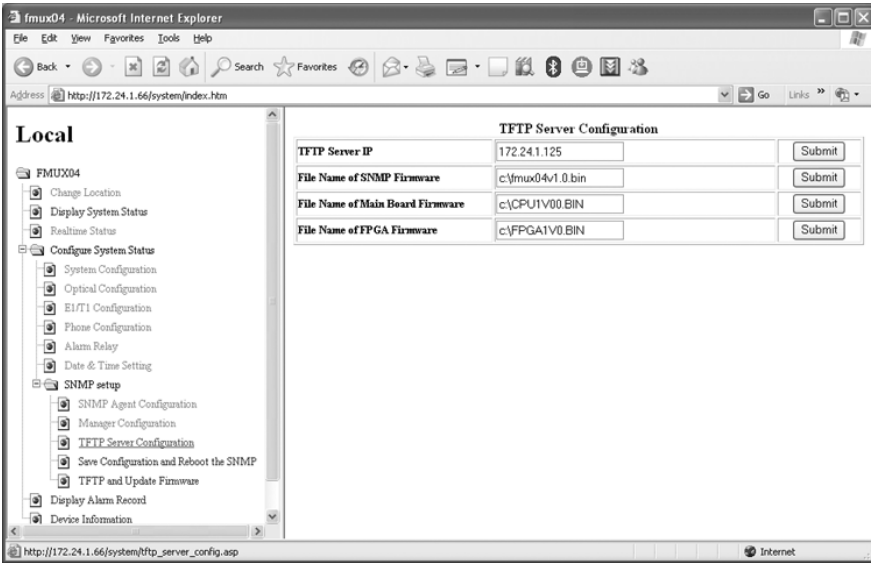 fmux04 - Microsoft Internet Explorer
File Edit View Favorites Tools Help
Back Search Favorites
Address http://172.24.1.66/system/index.htm Go Links »
Local
FMUX04
Change Location
Display System Status
Realtime Status
Configure System Status
System Configuration
Optical Configuration
E1/T1 Configuration
Phone Configuration
Alarm Relay
Date & Time Setting
SNMP setup
SNMP Agent Configuration
Manager Configuration
TFTP Server Configuration
Save Configuration and Reboot the SNMP
TFTP and Update Firmware
Display Alarm Record
Device Information
TFTP Server Configuration
TFTP Server IP 172.24.1.125 Submit
File Name of SNMP Firmware c:\fmux04v1.0.bin Submit
File Name of Main Board Firmware c:\CPU1V00.BIN Submit
File Name of FPGA Firmware c:\FPGA1V0.BIN Submit
http://172.24.1.66/system/tftp_server_config.asp Internet